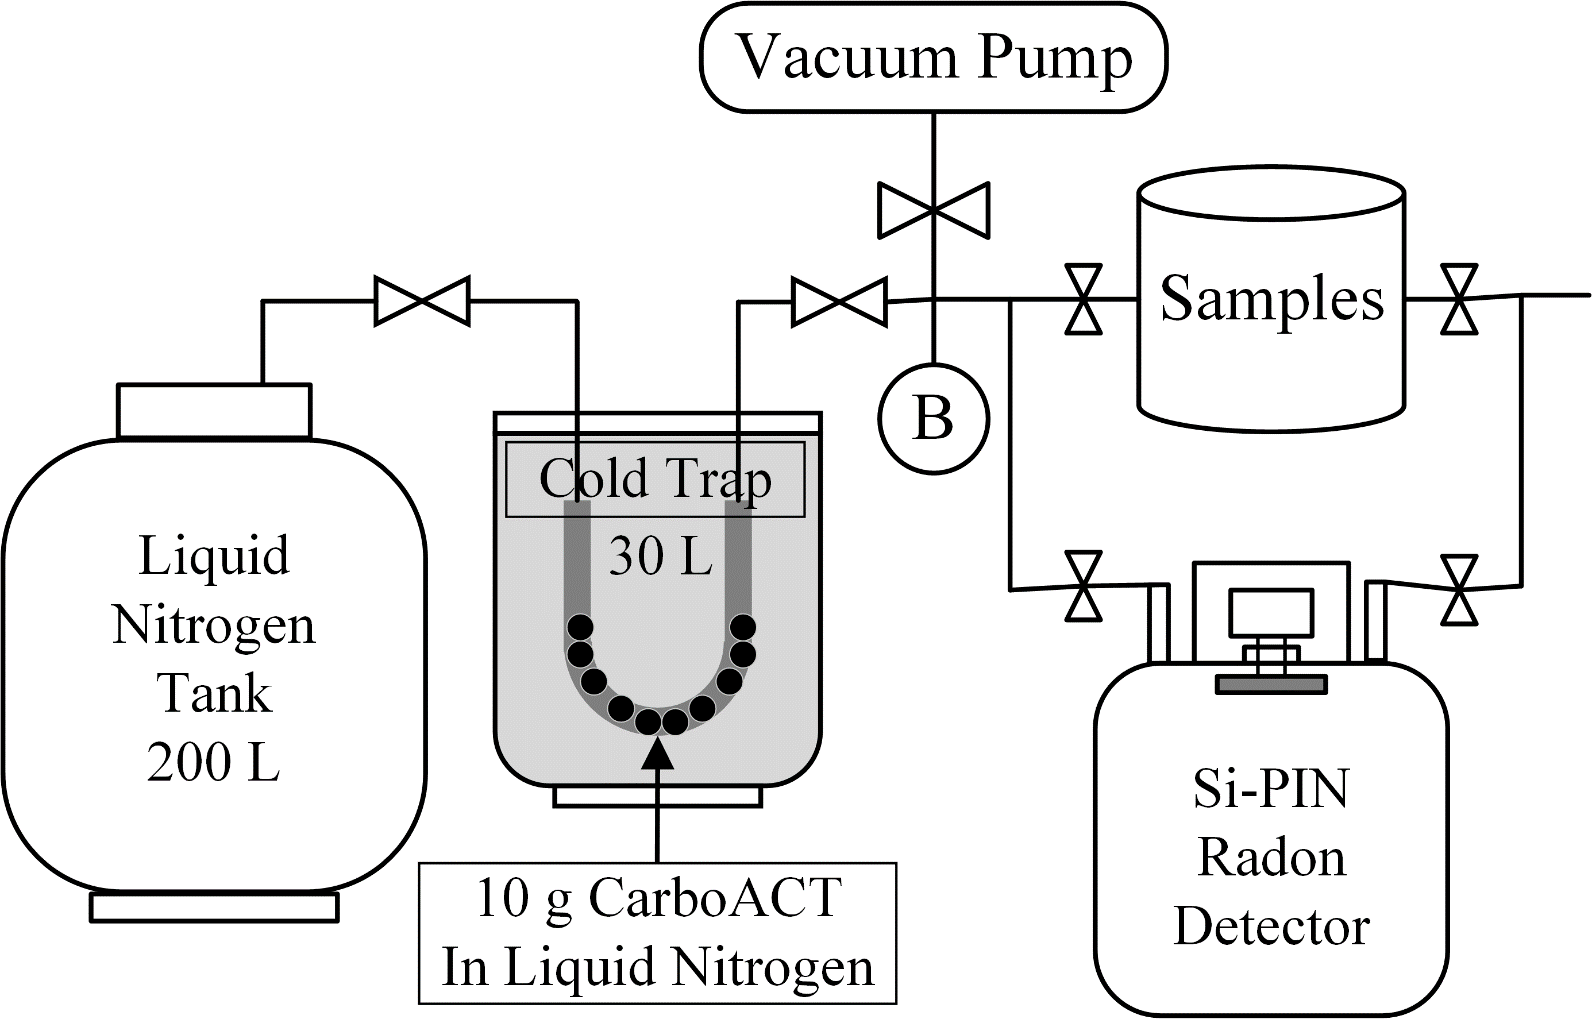 Vacuum Pump
Samples
Cold Trap
30 L
B
Liquid
Nitrogen
Tank
200 L
Si-PIN
Radon
Detector
10 g CarboACT
In Liquid Nitrogen